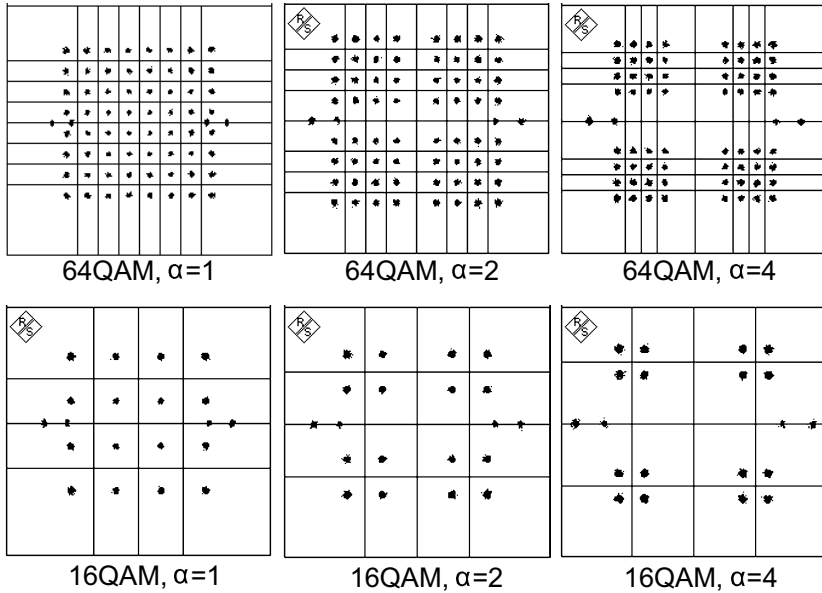 R S
R S
64QAM, α=1
64QAM, α=2
64QAM, α=4
R S
R S
R S
16QAM, α=1
16QAM, α=2
16QAM, α=4